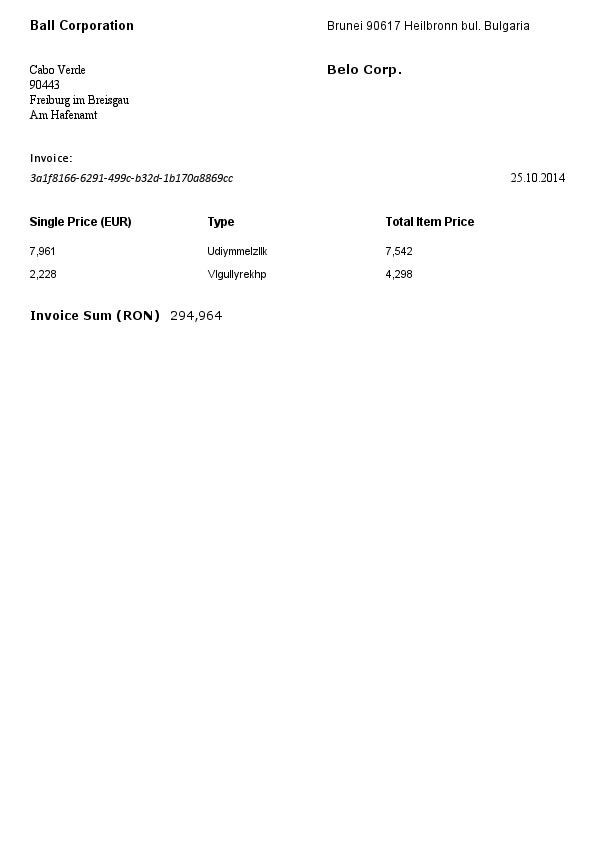 Ball Corporation
Brunei 90617 Heilbronn bul. Bulgaria
Cabo Verde
90443
Freiburg im Breisgau
Am Hafenamt
Belo Corp.
Invoice:
3a1f8166-6291-499c-b32d-1b170a8869cc
25.10.2014
Single Price (EUR) Type Total Item Price
7,961 Udiymmelzllk 7,542
2,228 Vlgullyrekhp 4,298
Invoice Sum (RON) 294,964